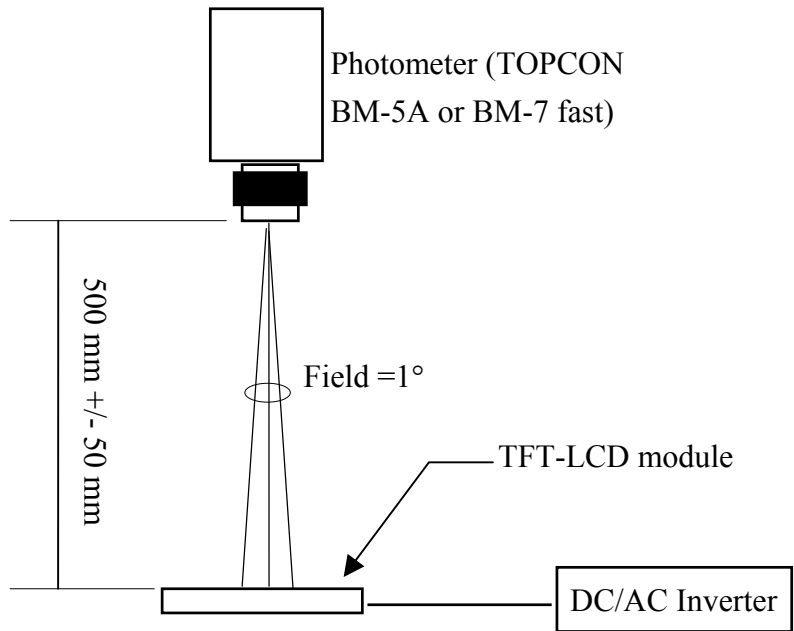 Photometer (TOPCON
BM-5A or BM-7 fast)
500 mm +/- 50 mm
Field =1°
TFT-LCD module
DC/AC Inverter